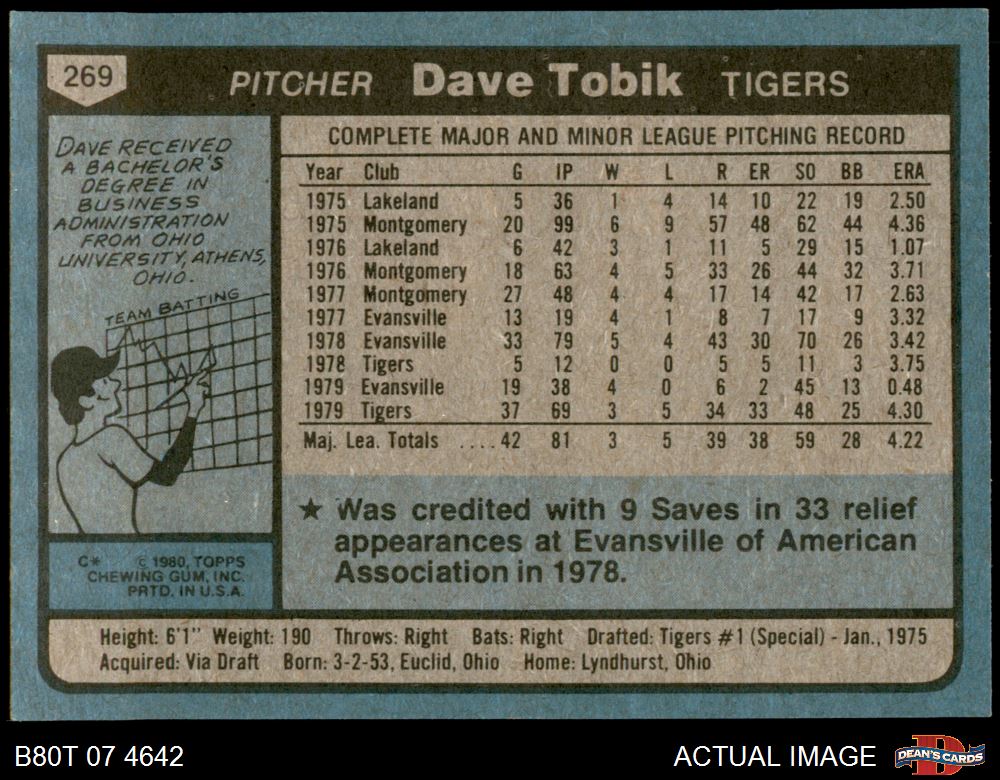 269 PITCHER Dave Tobik TIGERS
DAVE RECEIVED
A BACHELOR'S
DEGREE IN
BUSINESS
ADMINISTRATION
FROM OHIO
UNIVERSITY, ATHENS,
OHIO.
TEAM BATTING
C* © 1980, TOPPS
CHEWING GUM, INC.
PRTD. IN U.S.A.
COMPLETE MAJOR AND MINOR LEAGUE PITCHING RECORD
Year Club G IP W L R ER SO BB ERA
1975 Lakeland 5 36 1 4 14 10 22 19 2.50
1975 Montgomery 20 99 6 9 57 48 62 44 4.36
1976 Lakeland 6 42 3 1 11 5 29 15 1.07
1976 Montgomery 18 63 4 5 33 26 44 32 3.71
1977 Montgomery 27 48 4 4 17 14 42 17 2.63
1977 Evansville 13 19 4 1 8 7 17 9 3.32
1978 Evansville 33 79 5 4 43 30 70 26 3.42
1978 Tigers 5 12 0 0 5 5 11 3 3.75
1979 Evansville 19 38 4 0 6 2 45 13 0.48
1979 Tigers 37 69 3 5 34 33 48 25 4.30
Maj. Lea. Totals ....42 81 3 5 39 38 59 28 4.22
★ Was credited with 9 Saves in 33 relief
appearances at Evansville of American
Association in 1978.
Height: 6'1" Weight: 190 Throws: Right Bats: Right Drafted: Tigers #1 (Special) - Jan., 1975
Acquired: Via Draft Born: 3-2-53, Euclid, Ohio Home: Lyndhurst, Ohio
B80T 07 4642 ACTUAL IMAGE DEAN'S CARDS